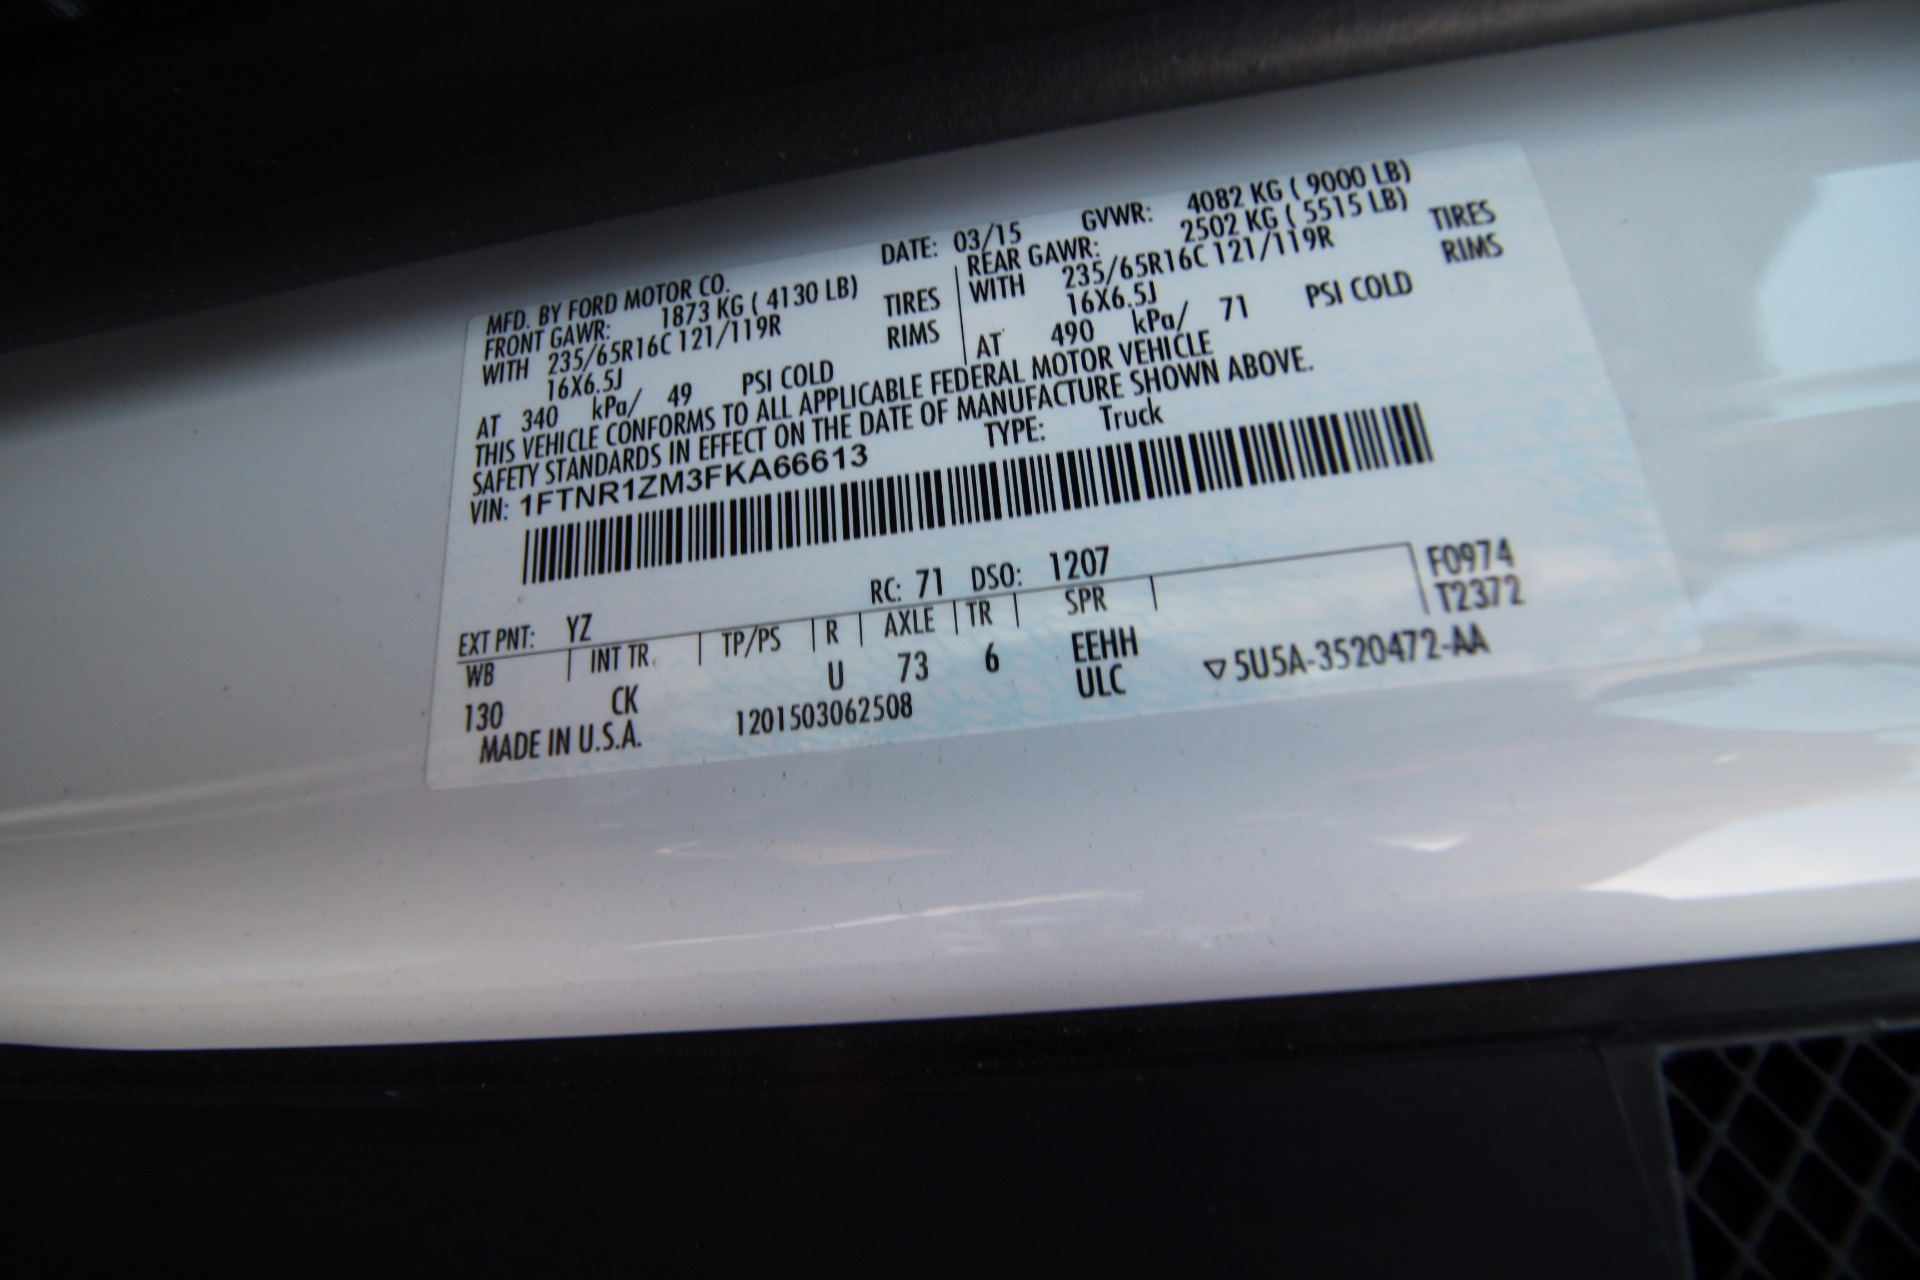 MFD. BY FORD MOTOR CO. DATE: 03/15 GVWR: 4082 KG ( 9000 LB)
FRONT GAWR: 1873 KG ( 4130 LB) REAR GAWR: 2502 KG ( 5515 LB)
WITH 235/65R16C 121/119R TIRES WITH 235/65R16C 121/119R TIRES
16X6.5J RIMS 16X6.5J RIMS
AT 340 kPa/ 49 PSI COLD AT 490 kPa/ 71 PSI COLD
THIS VEHICLE CONFORMS TO ALL APPLICABLE FEDERAL MOTOR VEHICLE
SAFETY STANDARDS IN EFFECT ON THE DATE OF MANUFACTURE SHOWN ABOVE.
VIN: 1FTNR1ZM3FKA66613 TYPE: Truck
EXT PNT: YZ RC: 71 DSO: 1207 F0974
WB INT TR. TP/PS R AXLE TR SPR T2372
130 CK U 73 6 EEHH
MADE IN U.S.A. 1201503062508 ULC ▽5U5A-3520472-AA